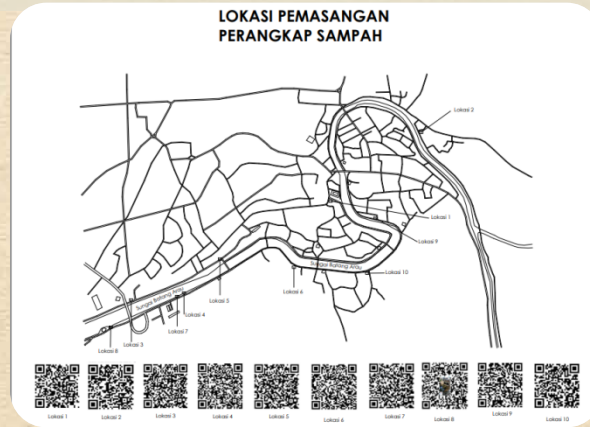 LOKASI PEMASANGAN
PERANGKAP SAMPAH
Lokasi 2
Lokasi 1
Lokasi 9
Sungai Batang Arau
Lokasi 10
Lokasi 6
Lokasi 5
Sungai Batang Arau
Lokasi 4
Lokasi 7
Lokasi 3
Lokasi 8
Lokasi 1
Lokasi 2
Lokasi 3
Lokasi 4
Lokasi 5
Lokasi 6
Lokasi 7
Lokasi 8
Lokasi 9
Lokasi 10